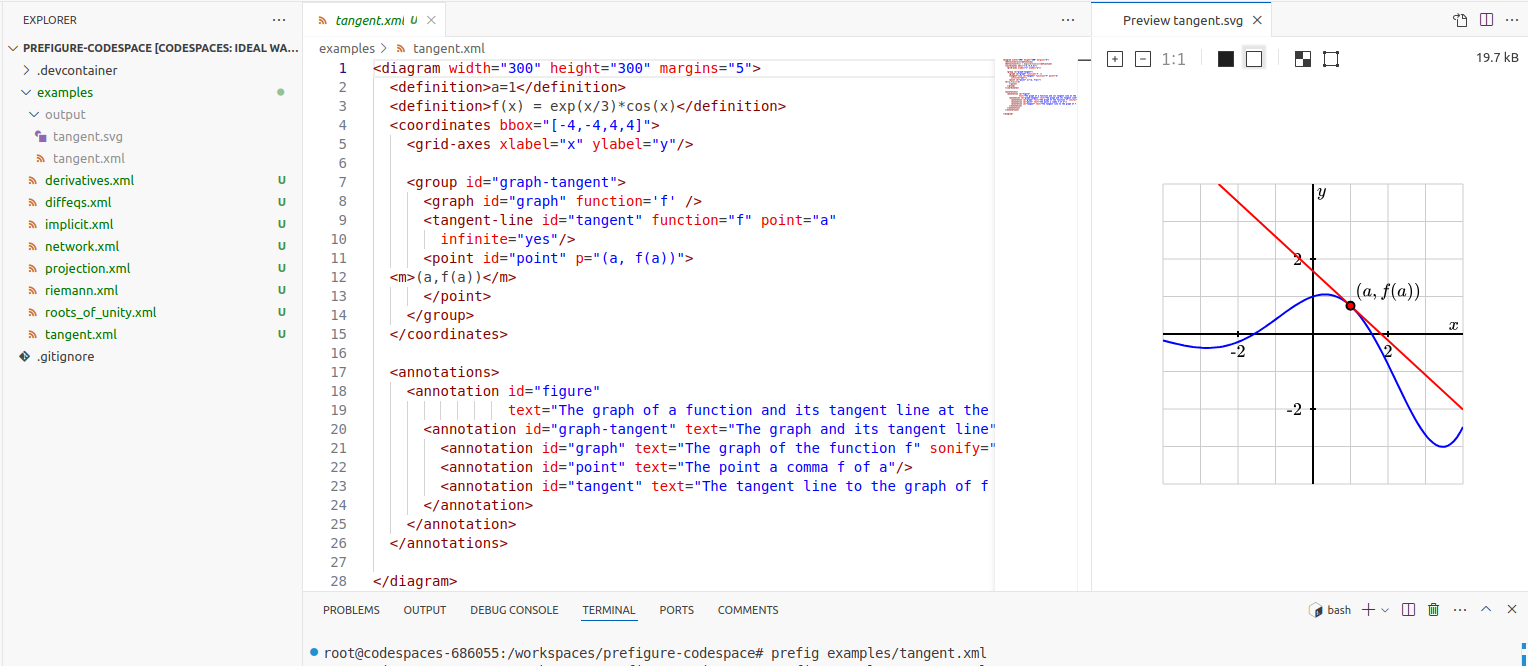 EXPLORER
PREFIGURE-CODESPACE [CODESPACES: IDEAL WA...
.devcontainer
examples
output
tangent.svg
tangent.xml
derivatives.xml U
diffeqs.xml U
implicit.xml U
network.xml U
projection.xml U
riemann.xml U
roots_of_unity.xml U
tangent.xml U
.gitignore
tangent.xml U
examples > tangent.xml
1 <diagram width="300" height="300" margins="5">
2 <definition>a=1</definition>
3 <definition>f(x) = exp(x/3)*cos(x)</definition>
4 <coordinates bbox="[-4,-4,4,4]">
5 <grid-axes xlabel="x" ylabel="y"/>
6
7 <group id="graph-tangent">
8 <graph id="graph" function='f' />
9 <tangent-line id="tangent" function="f" point="a"
10 infinite="yes"/>
11 <point id="point" p="(a, f(a))">
12 <m>(a,f(a))</m>
13 </point>
14 </group>
15 </coordinates>
16
17 <annotations>
18 <annotation id="figure"
19 text="The graph of a function and its tangent line at the
20 <annotation id="graph-tangent" text="The graph and its tangent line"
21 <annotation id="graph" text="The graph of the function f" sonify="
22 <annotation id="point" text="The point a comma f of a"/>
23 <annotation id="tangent" text="The tangent line to the graph of f
24 </annotation>
25 </annotation>
26 </annotations>
27
28 </diagram>
Preview tangent.svg
1:1
19.7 kB
y
2
(a, f(a))
x
-2
2
-2
PROBLEMS OUTPUT DEBUG CONSOLE TERMINAL PORTS COMMENTS
bash
root@codespaces-686055:/workspaces/prefigure-codespace# prefig examples/tangent.xml